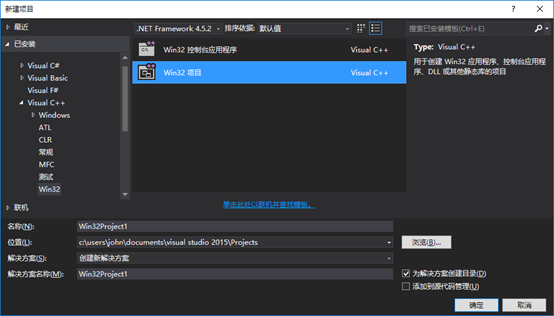 新建项目
最近
.NET Framework 4.5.2 排序依据: 默认值
搜索已安装模板(Ctrl+E)
已安装
Visual C#
Visual Basic
Visual F#
Visual C++
Windows
ATL
CLR
常规
MFC
测试
Win32
联机
Win32 控制台应用程序 Visual C++
Win32 项目 Visual C++
单击此处以联机并查找模板。
Type: Visual C++
用于创建 Win32 应用程序、控制台应用程序、DLL 或其他静态库的项目
名称(N): Win32Project1
位置(L): c:\users\john\documents\visual studio 2015\Projects
浏览(B)...
解决方案(S): 创建新解决方案
解决方案名称(M): Win32Project1
为解决方案创建目录(D)
添加到源代码管理(U)
确定 取消